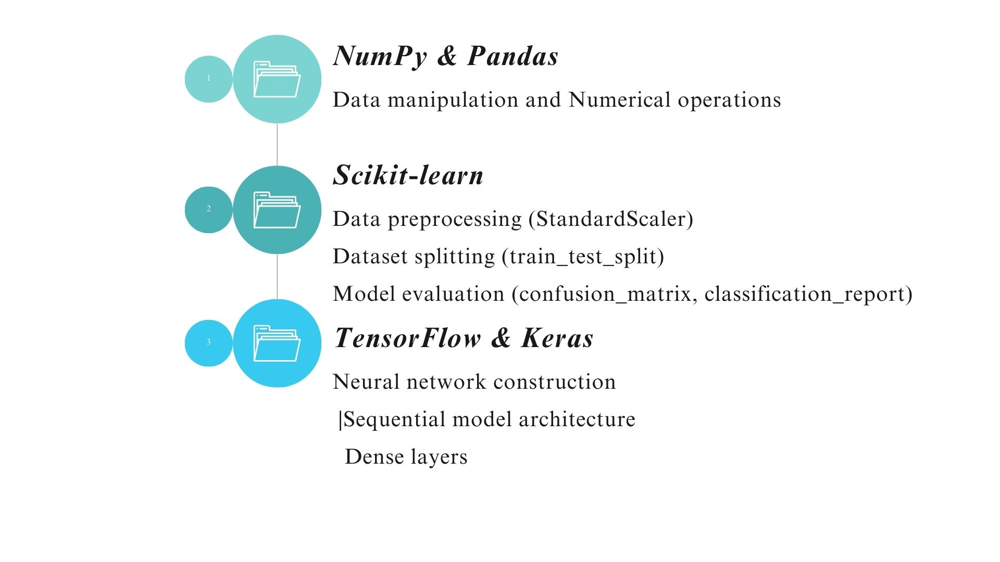 1
NumPy & Pandas
Data manipulation and Numerical operations
2
Scikit-learn
Data preprocessing (StandardScaler)
Dataset splitting (train_test_split)
Model evaluation (confusion_matrix, classification_report)
3
TensorFlow & Keras
Neural network construction
|Sequential model architecture
Dense layers